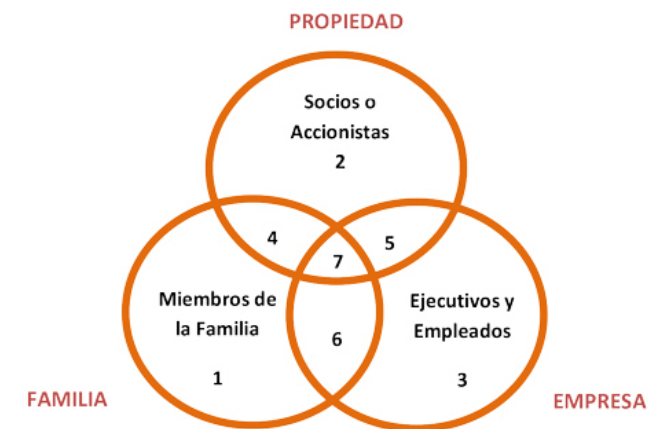 PROPIEDAD
Socios o
Accionistas
2
4
5
7
Miembros de
la Familia
Ejecutivos y
Empleados
6
1
3
FAMILIA
EMPRESA